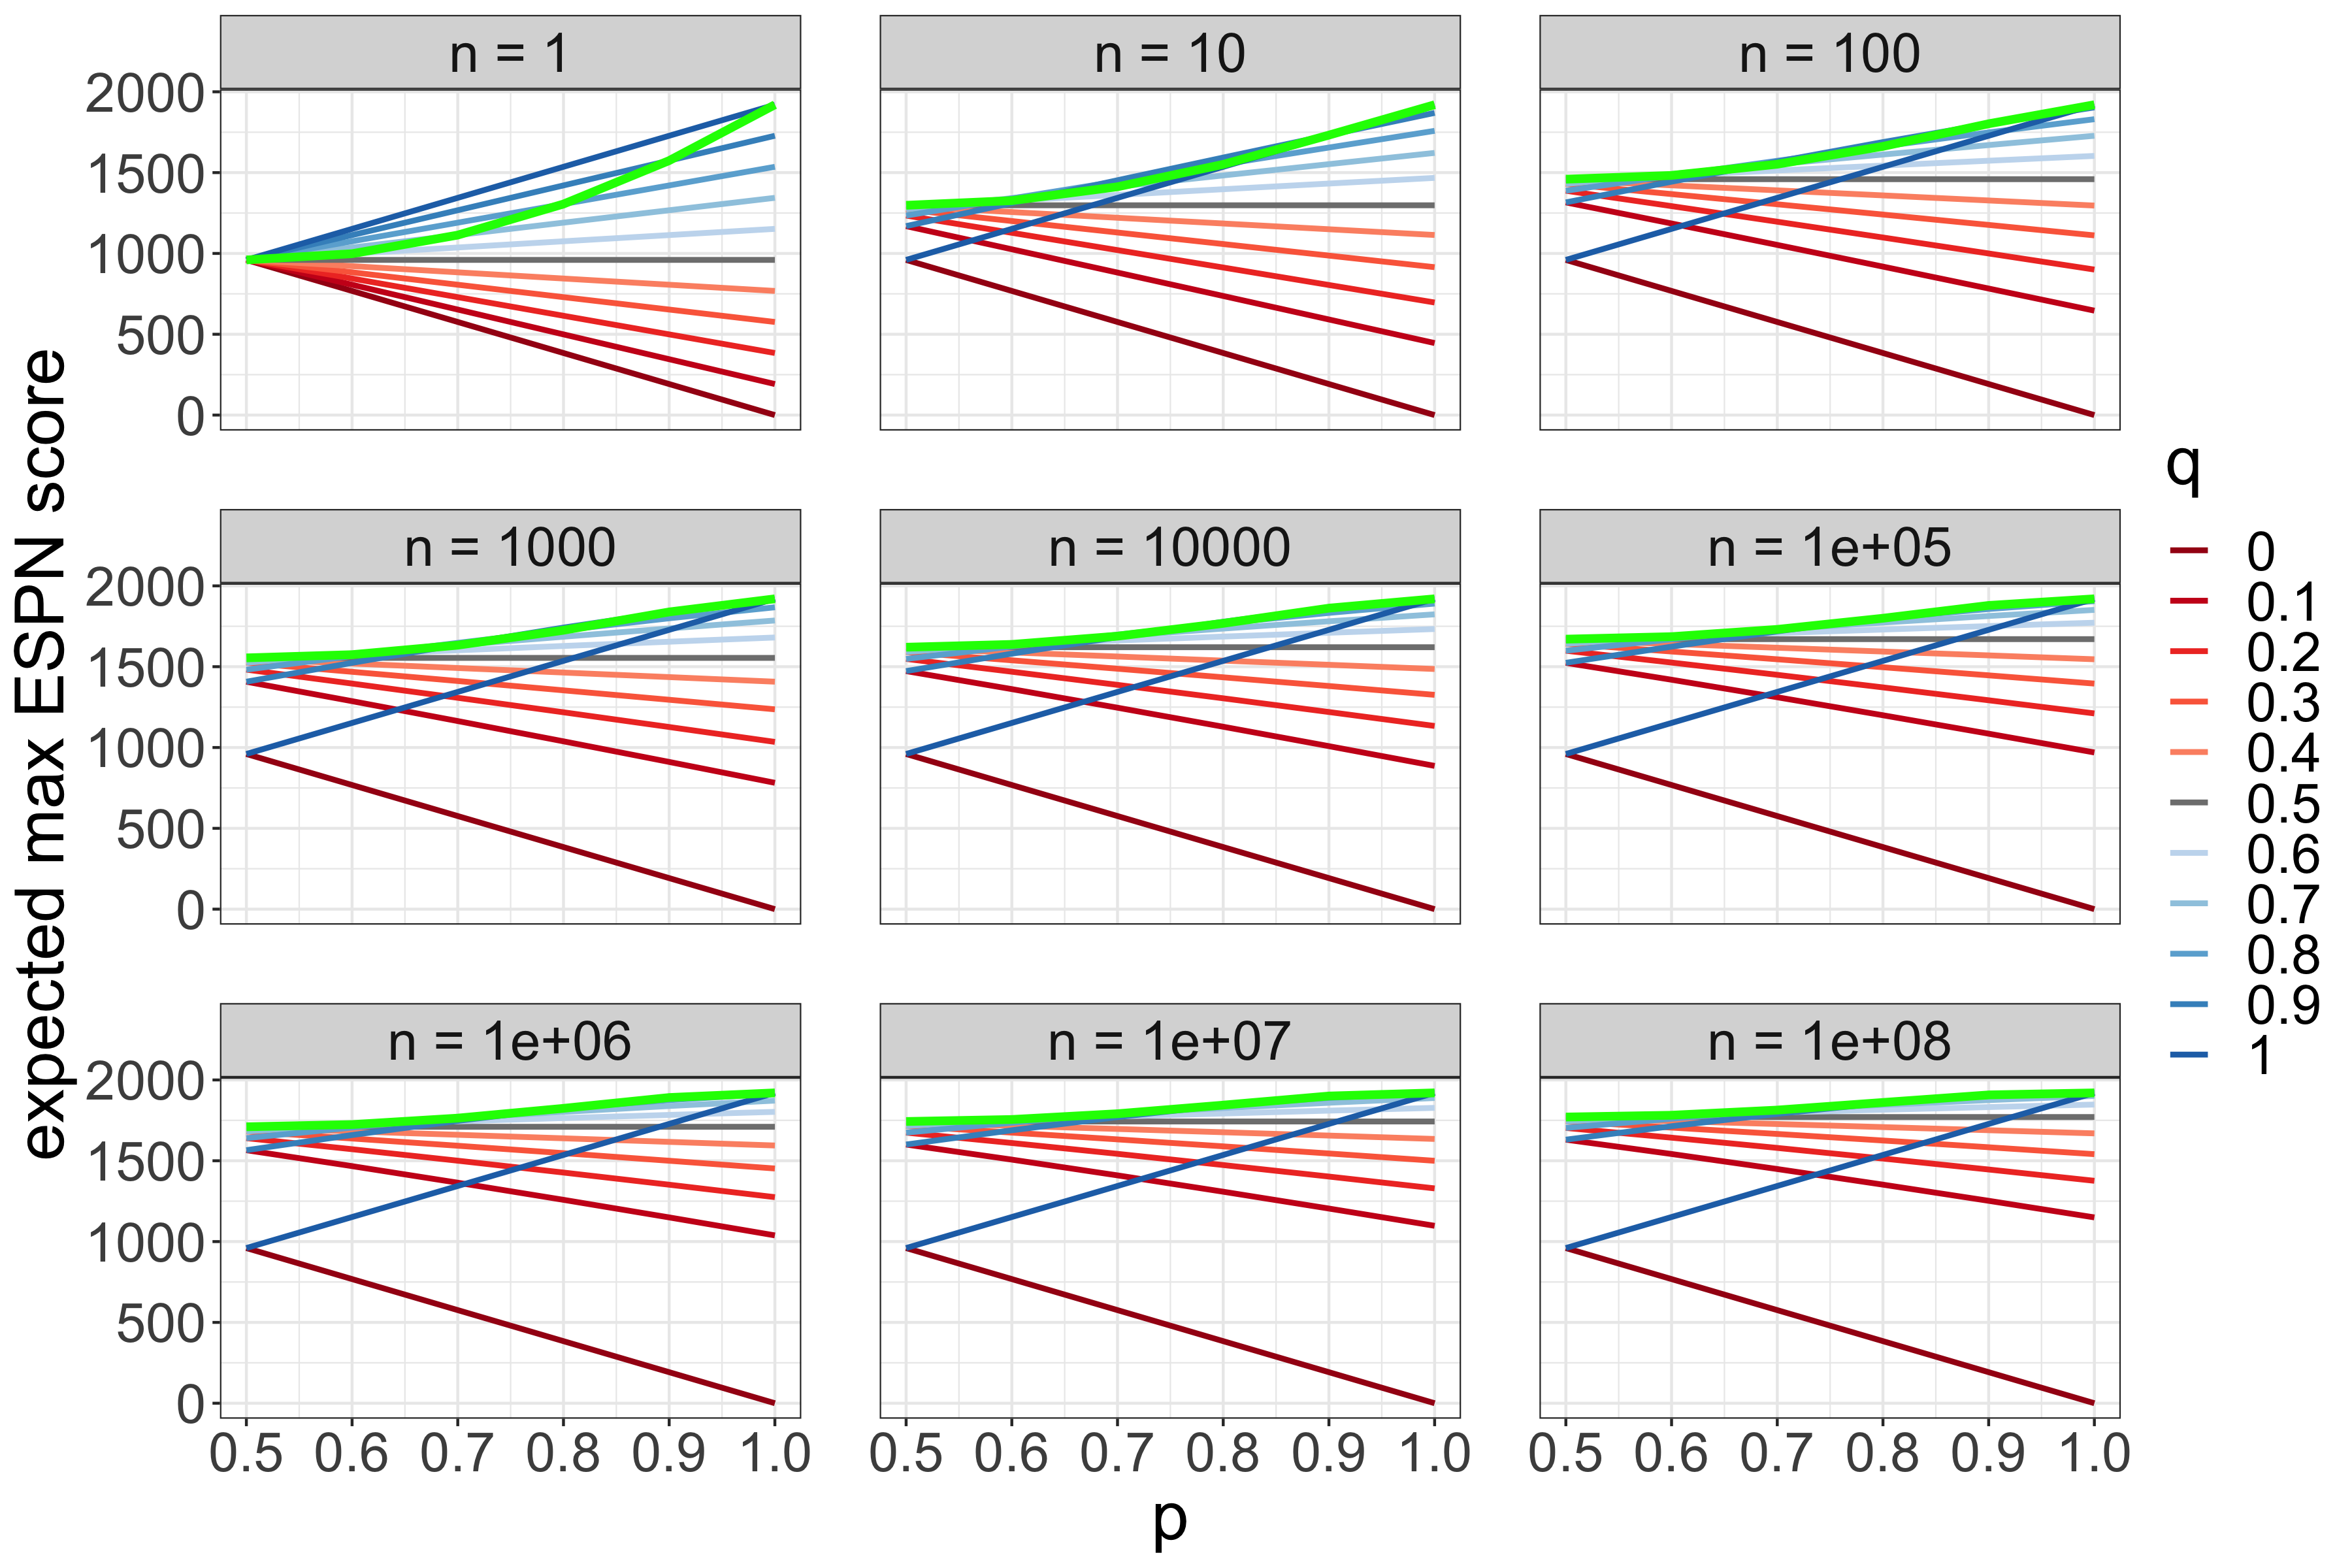 n = 1
n = 10
n = 100
2000
1500
1000
500
0
n = 1000
n = 10000
n = 1e+05
2000
1500
1000
500
0
n = 1e+06
n = 1e+07
n = 1e+08
2000
1500
1000
500
0
0.5 0.6 0.7 0.8 0.9 1.0
0.5 0.6 0.7 0.8 0.9 1.0
0.5 0.6 0.7 0.8 0.9 1.0
p
expected max ESPN score
q
0
0.1
0.2
0.3
0.4
0.5
0.6
0.7
0.8
0.9
1